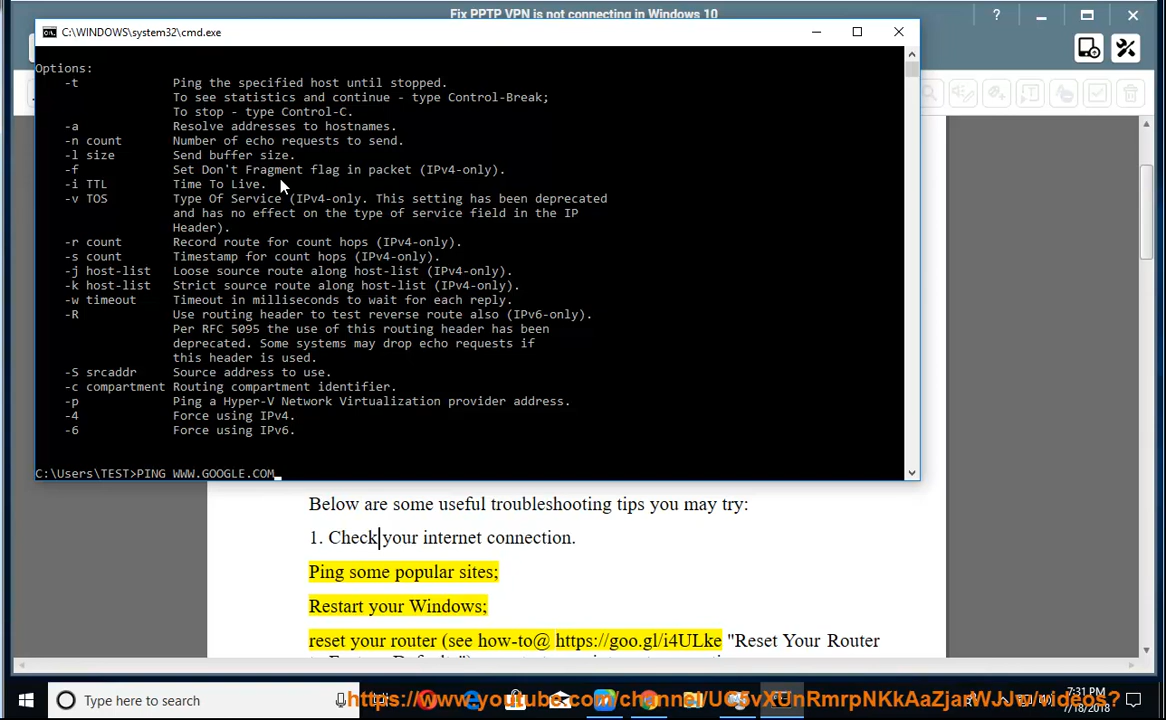 Fix PPTP VPN is not connecting in Windows 10
C:\WINDOWS\system32\cmd.exe
Options:
-t Ping the specified host until stopped.
To see statistics and continue - type Control-Break;
To stop - type Control-C.
-a Resolve addresses to hostnames.
-n count Number of echo requests to send.
-l size Send buffer size.
-f Set Don't Fragment flag in packet (IPv4-only).
-i TTL Time To Live.
-v TOS Type Of Service (IPv4-only. This setting has been deprecated
and has no effect on the type of service field in the IP
Header).
-r count Record route for count hops (IPv4-only).
-s count Timestamp for count hops (IPv4-only).
-j host-list Loose source route along host-list (IPv4-only).
-k host-list Strict source route along host-list (IPv4-only).
-w timeout Timeout in milliseconds to wait for each reply.
-R Use routing header to test reverse route also (IPv6-only).
Per RFC 5095 the use of this routing header has been
deprecated. Some systems may drop echo requests if
this header is used.
-S srcaddr Source address to use.
-c compartment Routing compartment identifier.
-p Ping a Hyper-V Network Virtualization provider address.
-4 Force using IPv4.
-6 Force using IPv6.
C:\Users\TEST>PING WWW.GOOGLE.COM_
Below are some useful troubleshooting tips you may try:
1. Check your internet connection.
Ping some popular sites;
Restart your Windows;
reset your router (see how-to@ https://goo.gl/i4ULke "Reset Your Router
Type here to search
7:31 PM
7/18/2018